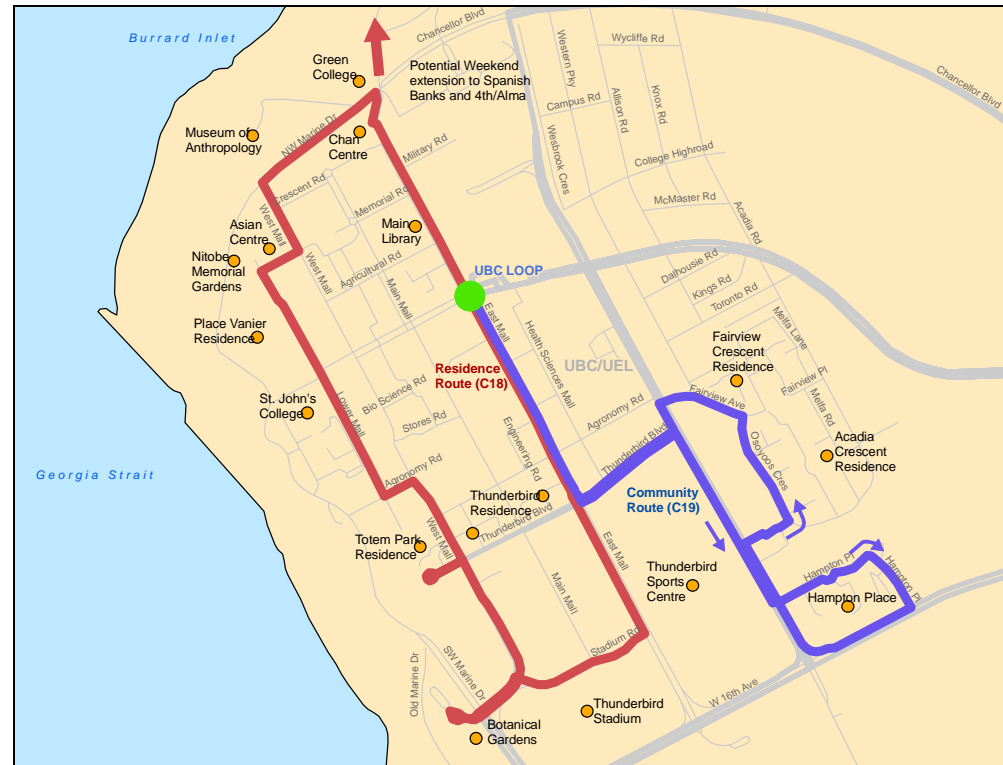 Burrard Inlet
Green
College
Chancellor Blvd
Potential Weekend
extension to Spanish
Banks and 4th/Alma
Western Pky
Wycliffe Rd
Allison Rd
Knox Rd
Chancellor Blvd
Campus Rd
Wesbrook Cres
Museum of
Anthropology
NW Marine Dr
Chan
Centre
Military Rd
College Highroad
McMaster Rd
Acadia Rd
Crescent Rd
Memorial Rd
West Mall
Asian
Centre
Main
Library
Nitobe
Memorial
Gardens
West Mall
Agricultural Rd
Main Mall
UBC LOOP
Dalhousie Rd
Kings Rd
Toronto Rd
East Mall
Health Sciences Mall
Melfa Lane
Place Vanier
Residence
Residence
Route (C18)
UBC/UEL
Fairview
Crescent
Residence
Fairview Pl
Fairview Ave
Melfa Rd
Bio Science Rd
St. John's
College
Lower Mall
Stores Rd
Agronomy Rd
Engineering Rd
Thunderbird Blvd
Osoyoos Cres
Acadia
Crescent
Residence
Georgia Strait
Agronomy Rd
Community
Route (C19)
Thunderbird
Residence
Thunderbird Blvd
West Mall
Totem Park
Residence
East Mall
Main Mall
Thunderbird
Sports
Centre
Hampton Pl
Hampton Pl
Hampton Place
Stadium Rd
SW Marine Dr
Old Marine Dr
W 16th Ave
Thunderbird
Stadium
Botanical
Gardens